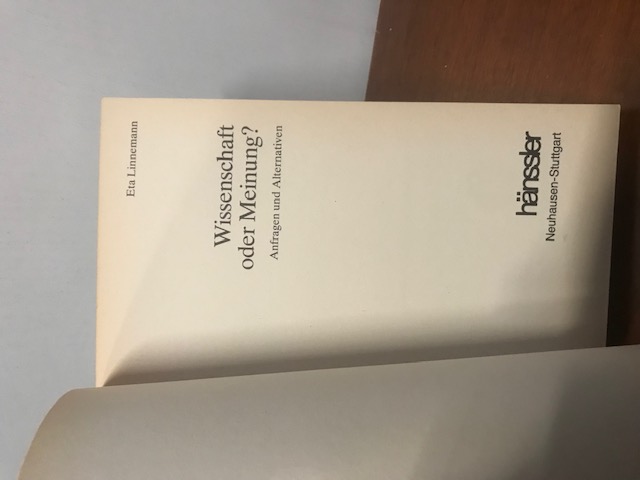 Eta Linnemann
Wissenschaft
oder Meinung?
Anfragen und Alternativen
hänssler
Neuhausen-Stuttgart